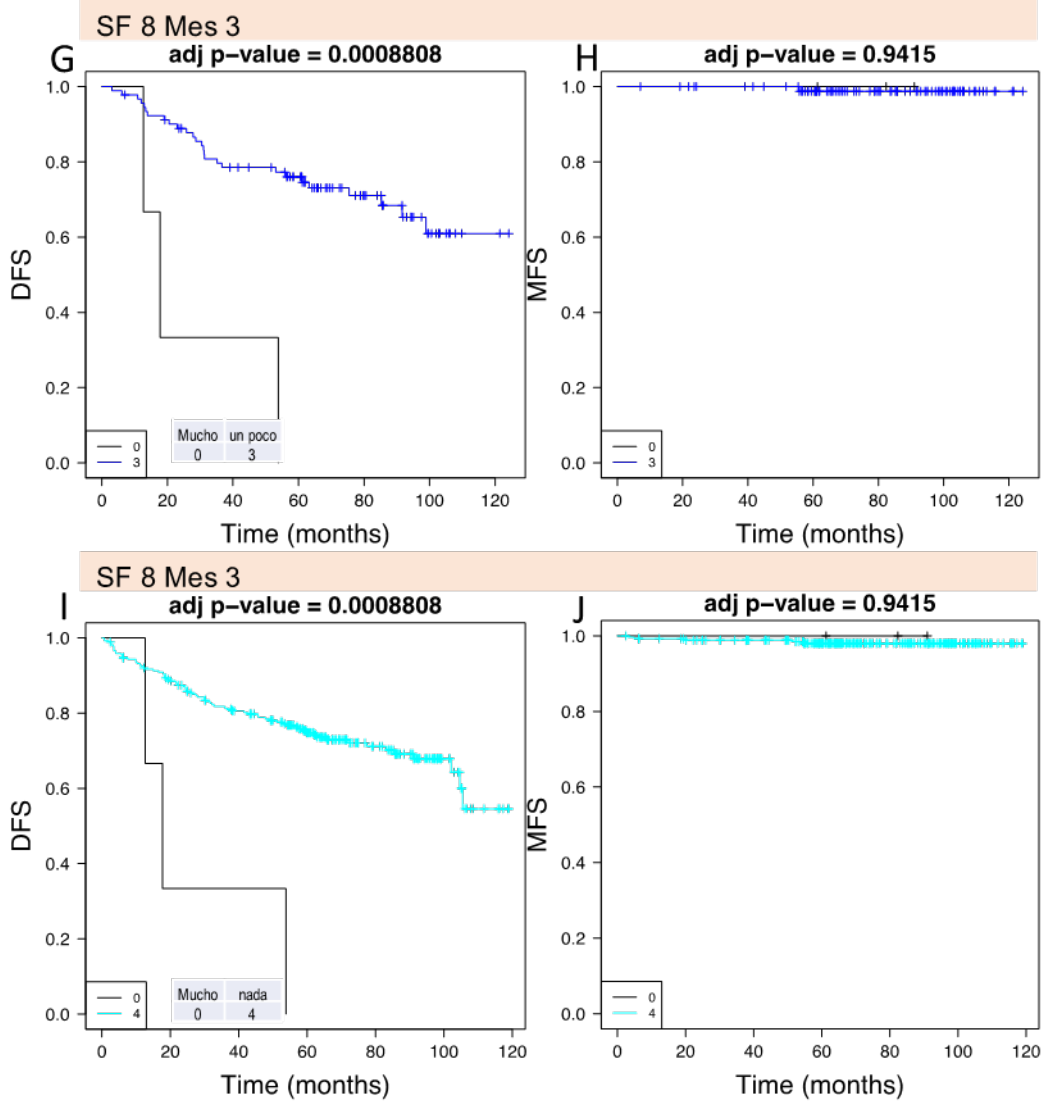 SF 8 Mes 3
G
adj p-value = 0.0008808
DFS
1.0
0.8
0.6
0.4
0.2
0.0
0
3
Mucho un poco
0 3
0 20 40 60 80 100 120
Time (months)
H
adj p-value = 0.9415
MFS
1.0
0.8
0.6
0.4
0.2
0.0
0
3
0 20 40 60 80 100 120
Time (months)
SF 8 Mes 3
I
adj p-value = 0.0008808
DFS
1.0
0.8
0.6
0.4
0.2
0.0
0
4
Mucho nada
0 4
0 20 40 60 80 100 120
Time (months)
J
adj p-value = 0.9415
MFS
1.0
0.8
0.6
0.4
0.2
0.0
0
4
0 20 40 60 80 100 120
Time (months)